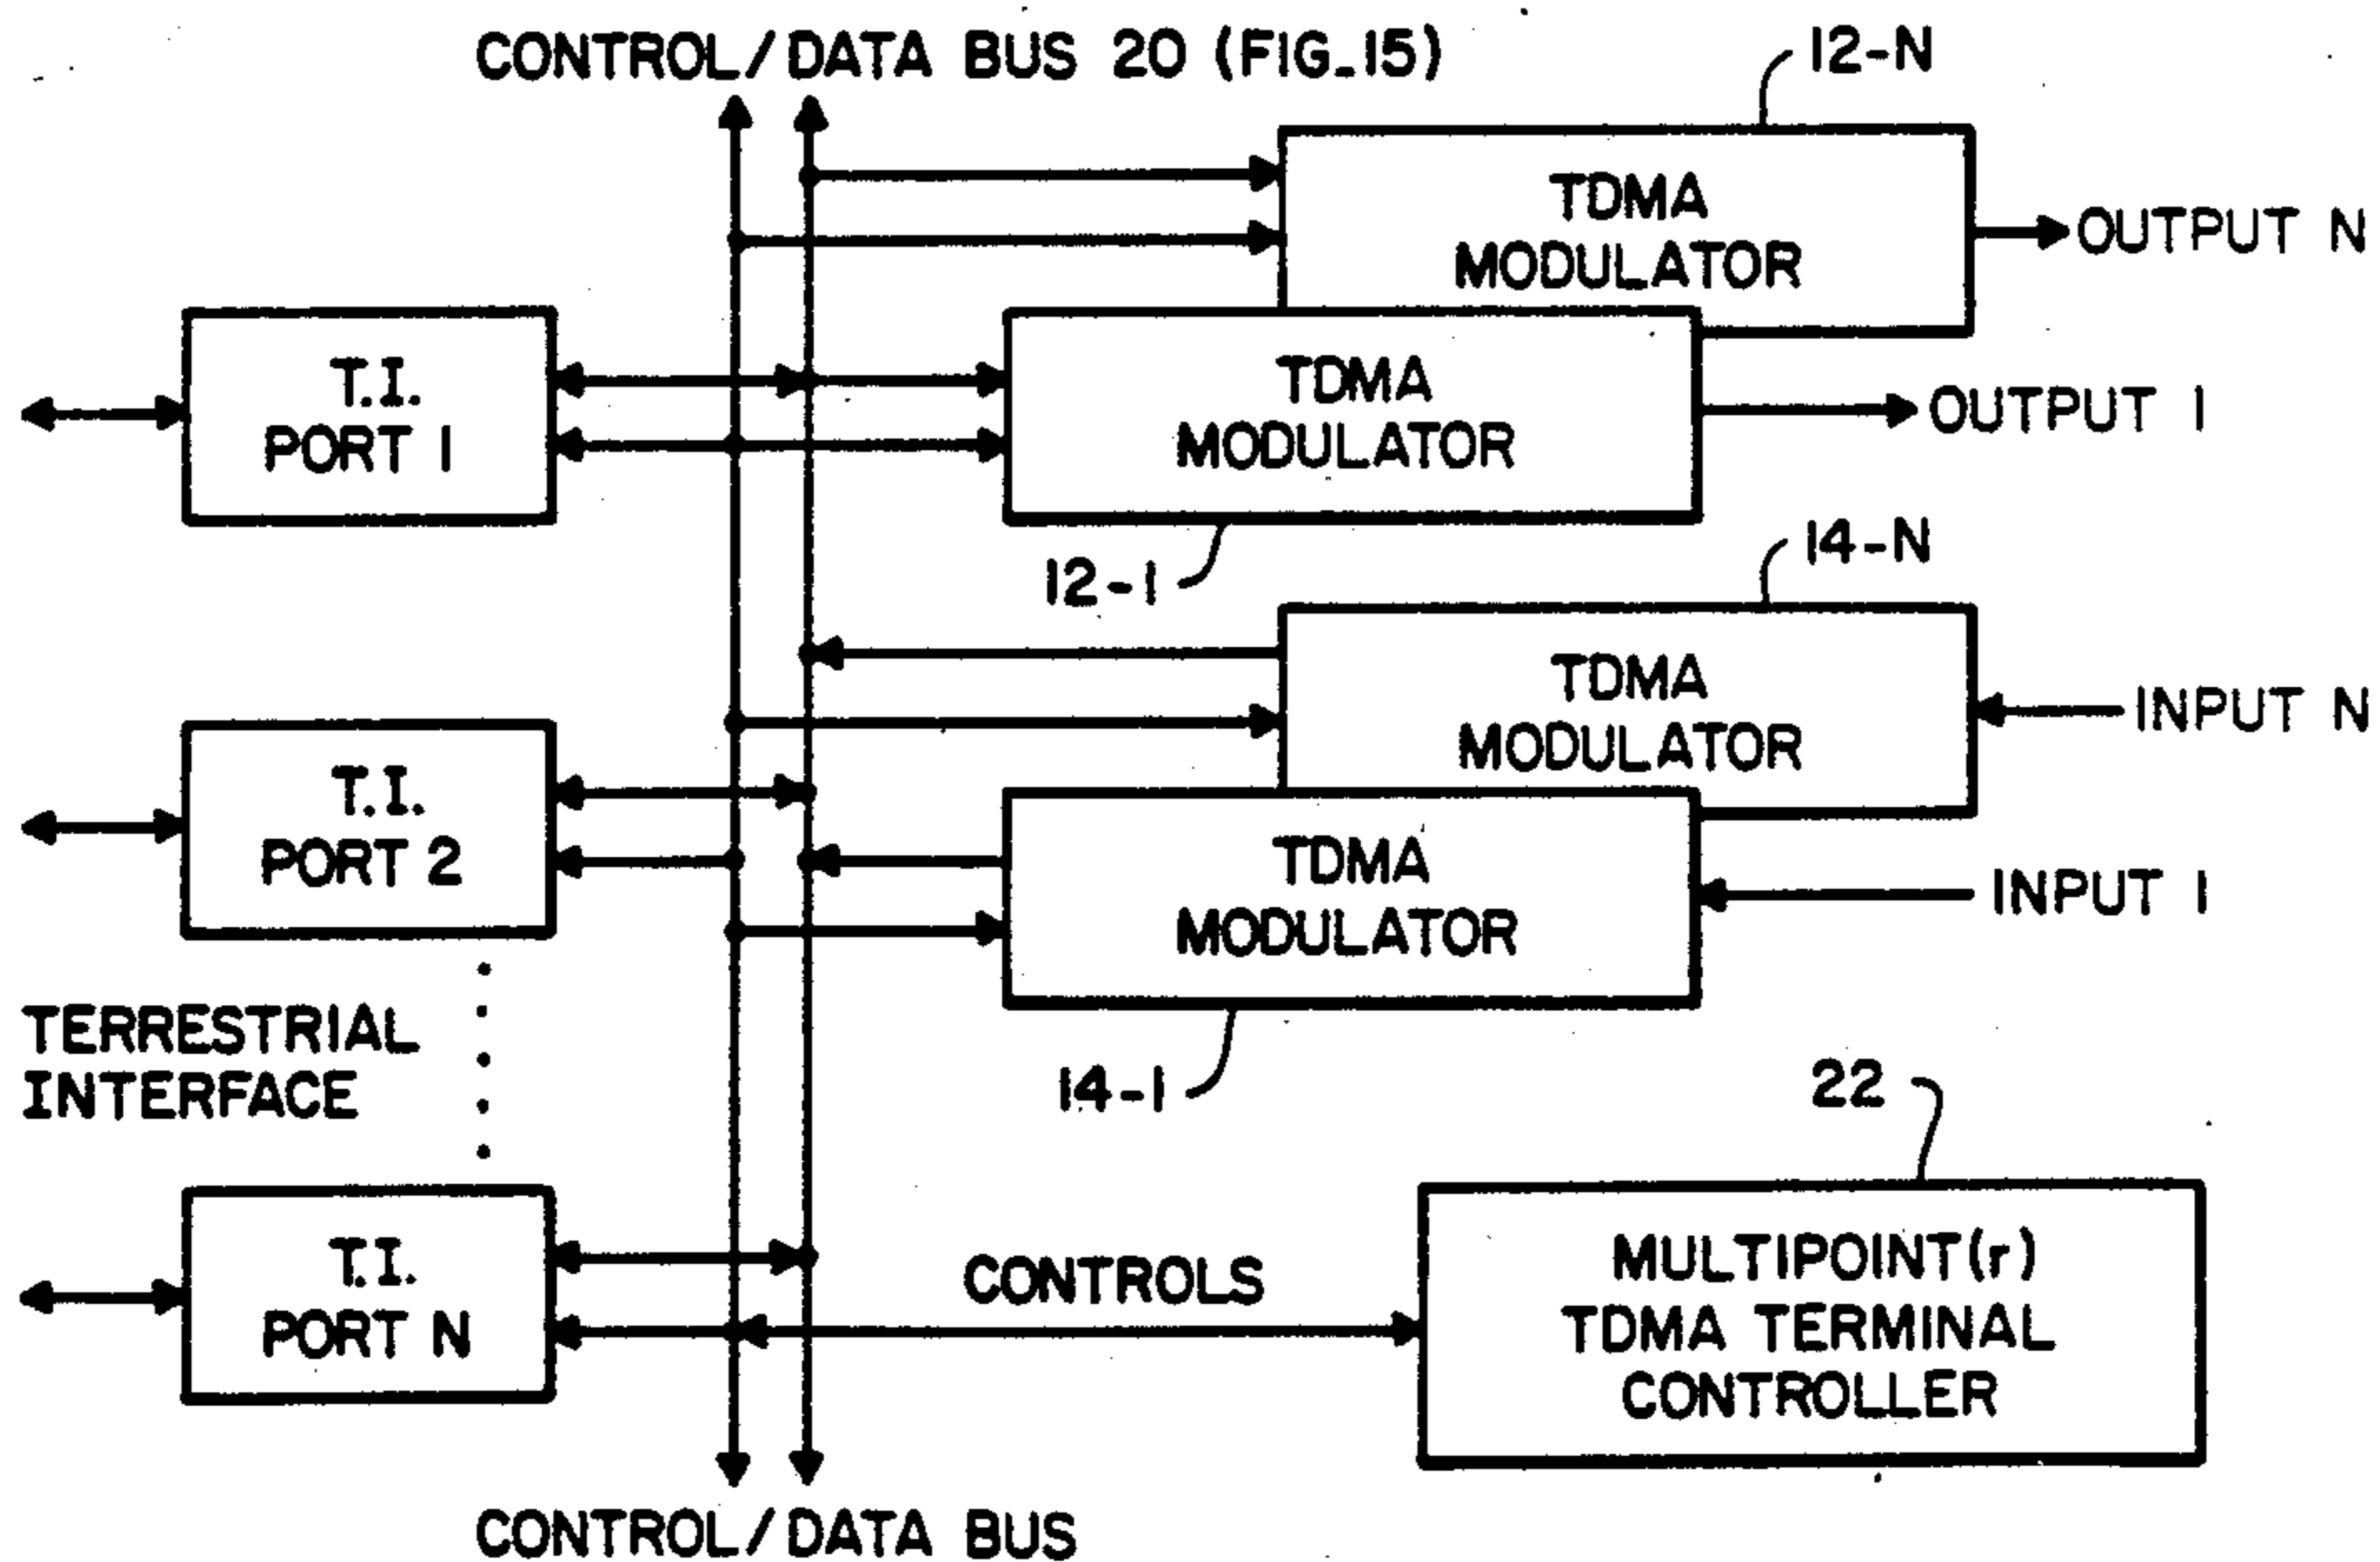 CONTROL/DATA BUS 20 (FIG_15)
12-N
TDMA
MODULATOR
OUTPUT N
T.I.
PORT 1
TDMA
MODULATOR
OUTPUT 1
12-1
14-N
TDMA
MODULATOR
INPUT N
T.I.
PORT 2
TDMA
MODULATOR
INPUT 1
14-1
TERRESTRIAL
INTERFACE
22
T.I.
PORT N
CONTROLS
MULTIPOINT(r)
TDMA TERMINAL
CONTROLLER
CONTROL/DATA BUS